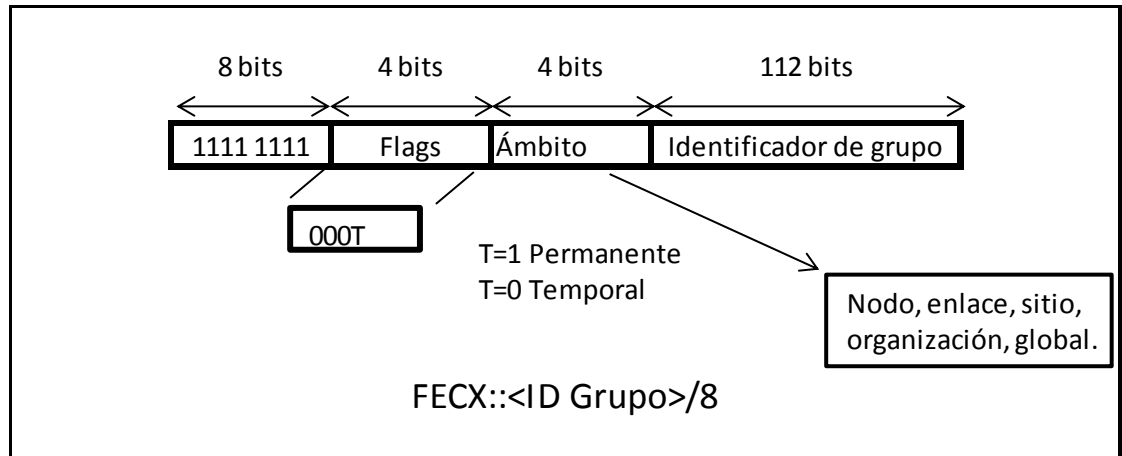 8 bits 4 bits 4 bits 112 bits
1111 1111 Flags Ámbito Identificador de grupo
000T
T=1 Permanente
T=0 Temporal
Nodo, enlace, sitio,
organización, global.
FECX::<ID Grupo>/8